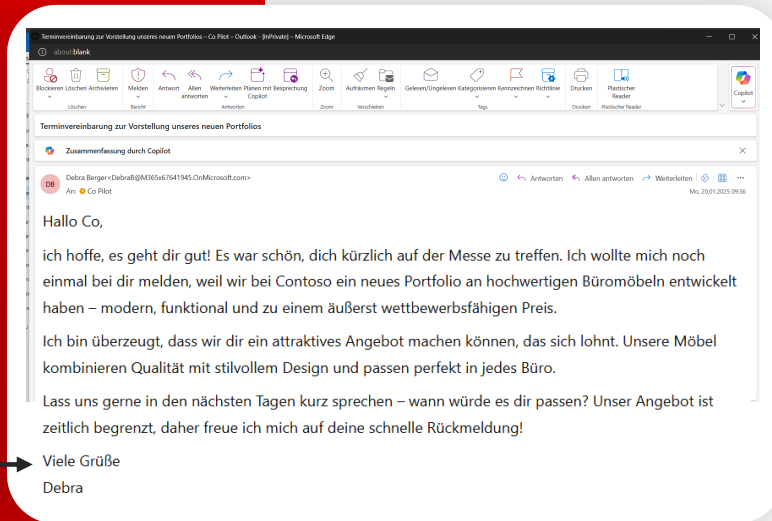 Terminvereinbarung zur Vorstellung unseres neuen Portfolios – Co Pilot – Outlook - [InPrivate] – Microsoft Edge
about:blank
Blockieren Löschen Archivieren Melden Antwort Allen antworten Weiterleiten Planen mit Copilot Besprechung Zoom Aufräumen Regeln Gelesen/Ungelesen Kategorisieren Kennzeichnen Richtlinie Drucken Plastischer Reader Copilot
Löschen Bericht Antworten Zoom Verschieben Tags Drucken Plastischer Reader
Terminvereinbarung zur Vorstellung unseres neuen Portfolios
Zusammenfassung durch Copilot
DB
Debra Berger<DebraB@M365x67641945.OnMicrosoft.com>
Antworten Allen antworten Weiterleiten
An: Co Pilot
Mo. 20.01.2025 09:36
Hallo Co,
ich hoffe, es geht dir gut! Es war schön, dich kürzlich auf der Messe zu treffen. Ich wollte mich noch
einmal bei dir melden, weil wir bei Contoso ein neues Portfolio an hochwertigen Büromöbeln entwickelt
haben – modern, funktional und zu einem äußerst wettbewerbsfähigen Preis.
Ich bin überzeugt, dass wir dir ein attraktives Angebot machen können, das sich lohnt. Unsere Möbel
kombinieren Qualität mit stilvollem Design und passen perfekt in jedes Büro.
Lass uns gerne in den nächsten Tagen kurz sprechen – wann würde es dir passen? Unser Angebot ist
zeitlich begrenzt, daher freue ich mich auf deine schnelle Rückmeldung!
Viele Grüße
Debra